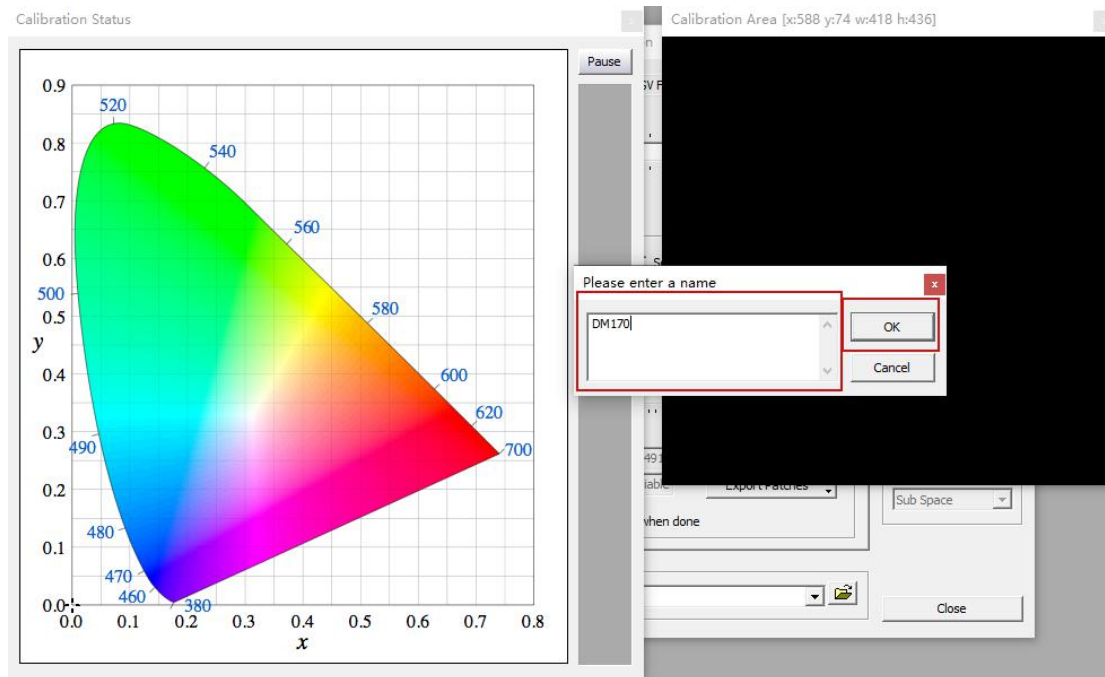 Calibration Status
Pause
0.9
0.8
0.7
0.6
0.5
0.4
0.3
0.2
0.1
0.0
y
520
540
560
580
600
620
700
500
490
480
470
460
380
0.0 0.1 0.2 0.3 0.4 0.5 0.6 0.7 0.8
x
Calibration Area [x:588 y:74 w:418 h:436]
Please enter a name
DM170
OK
Cancel
Export Patches
Sub Space
when done
Close